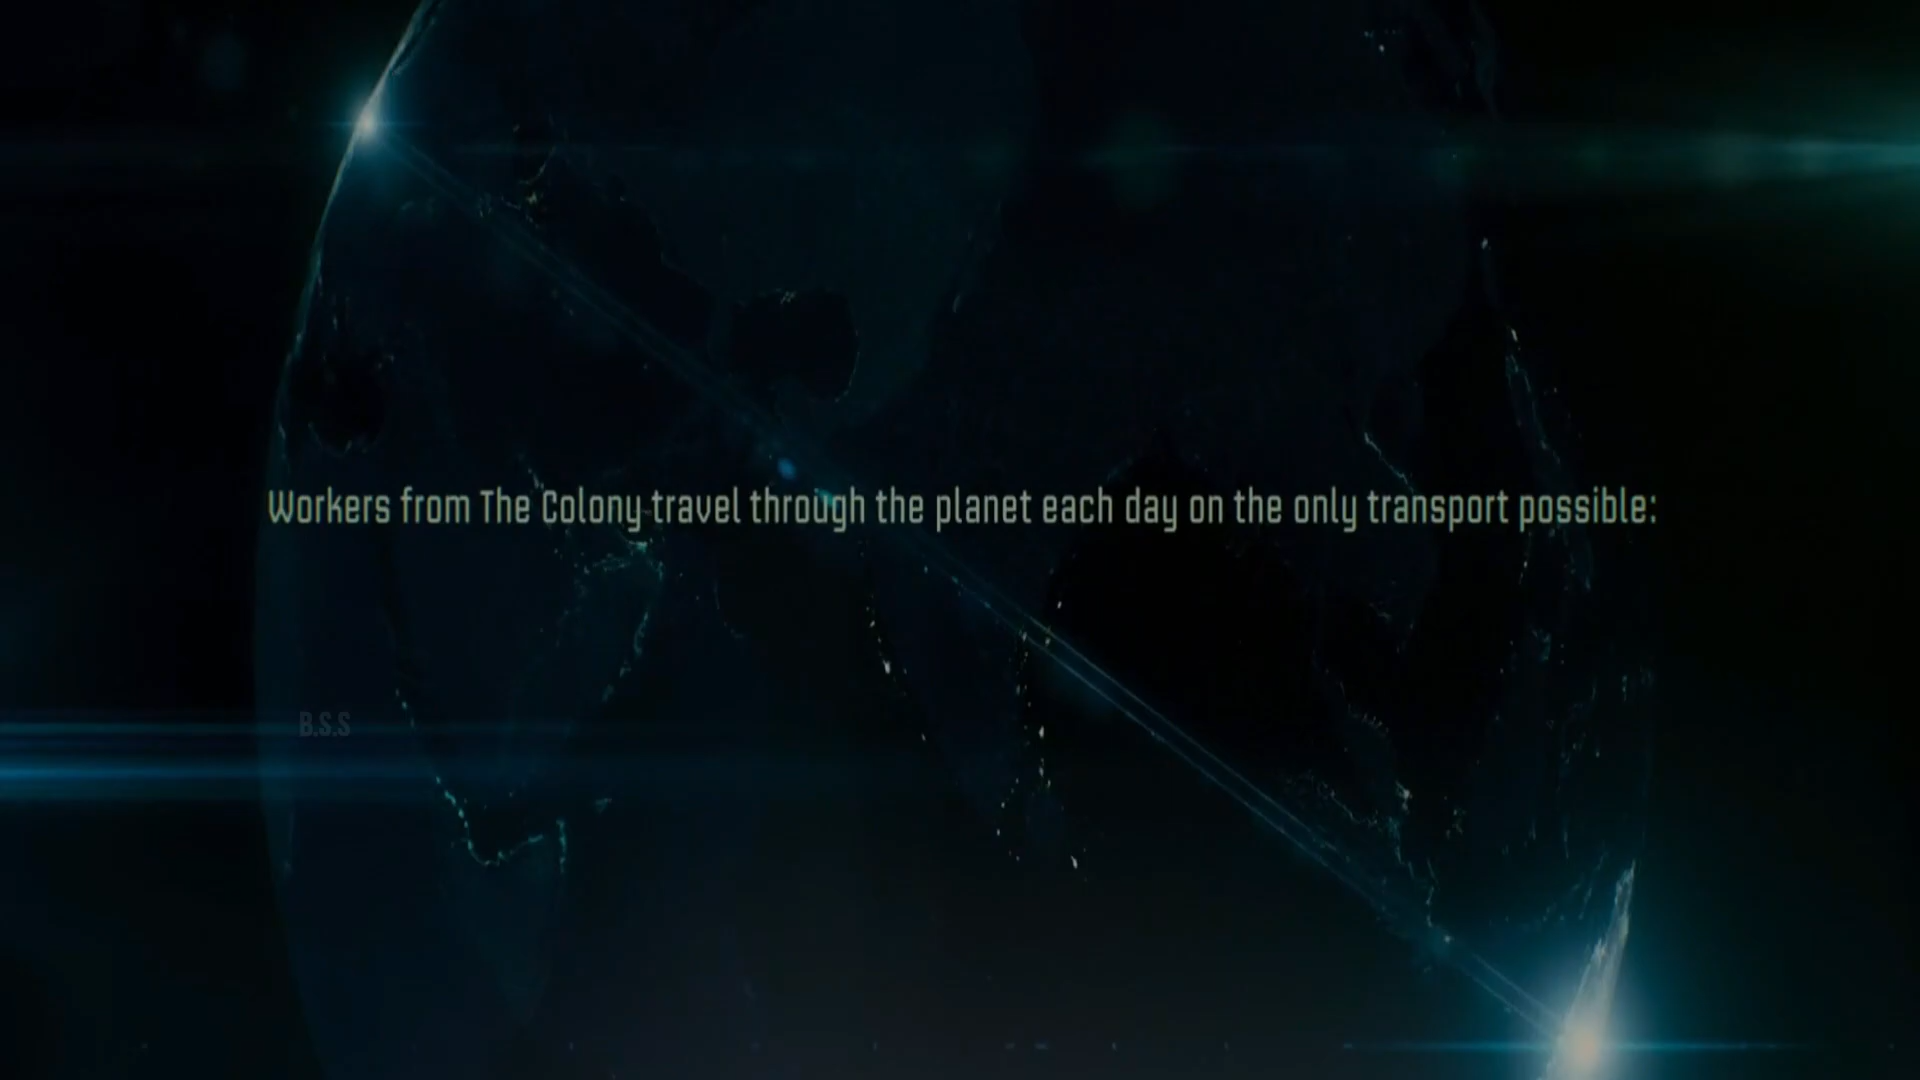 Workers from The Colony travel through the planet each day on the only transport possible:
B.S.S